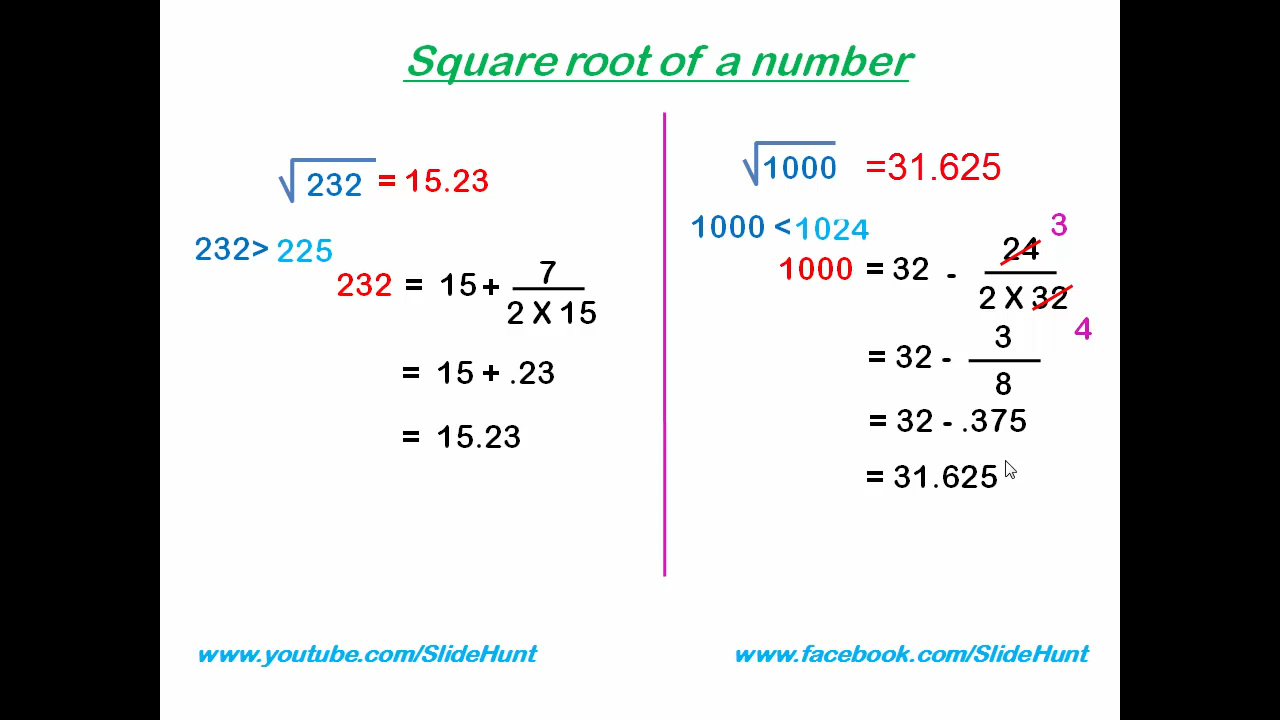 Square root of a number
√232 = 15.23
232> 225
232 = 15 + 7 / 2 X 15
= 15 + .23
= 15.23
√1000 =31.625
1000 < 1024
3
1000 = 32 - 24 / 2 X 32
4
= 32 - 3 / 8
= 32 - .375
= 31.625
www.youtube.com/SlideHunt
www.facebook.com/SlideHunt